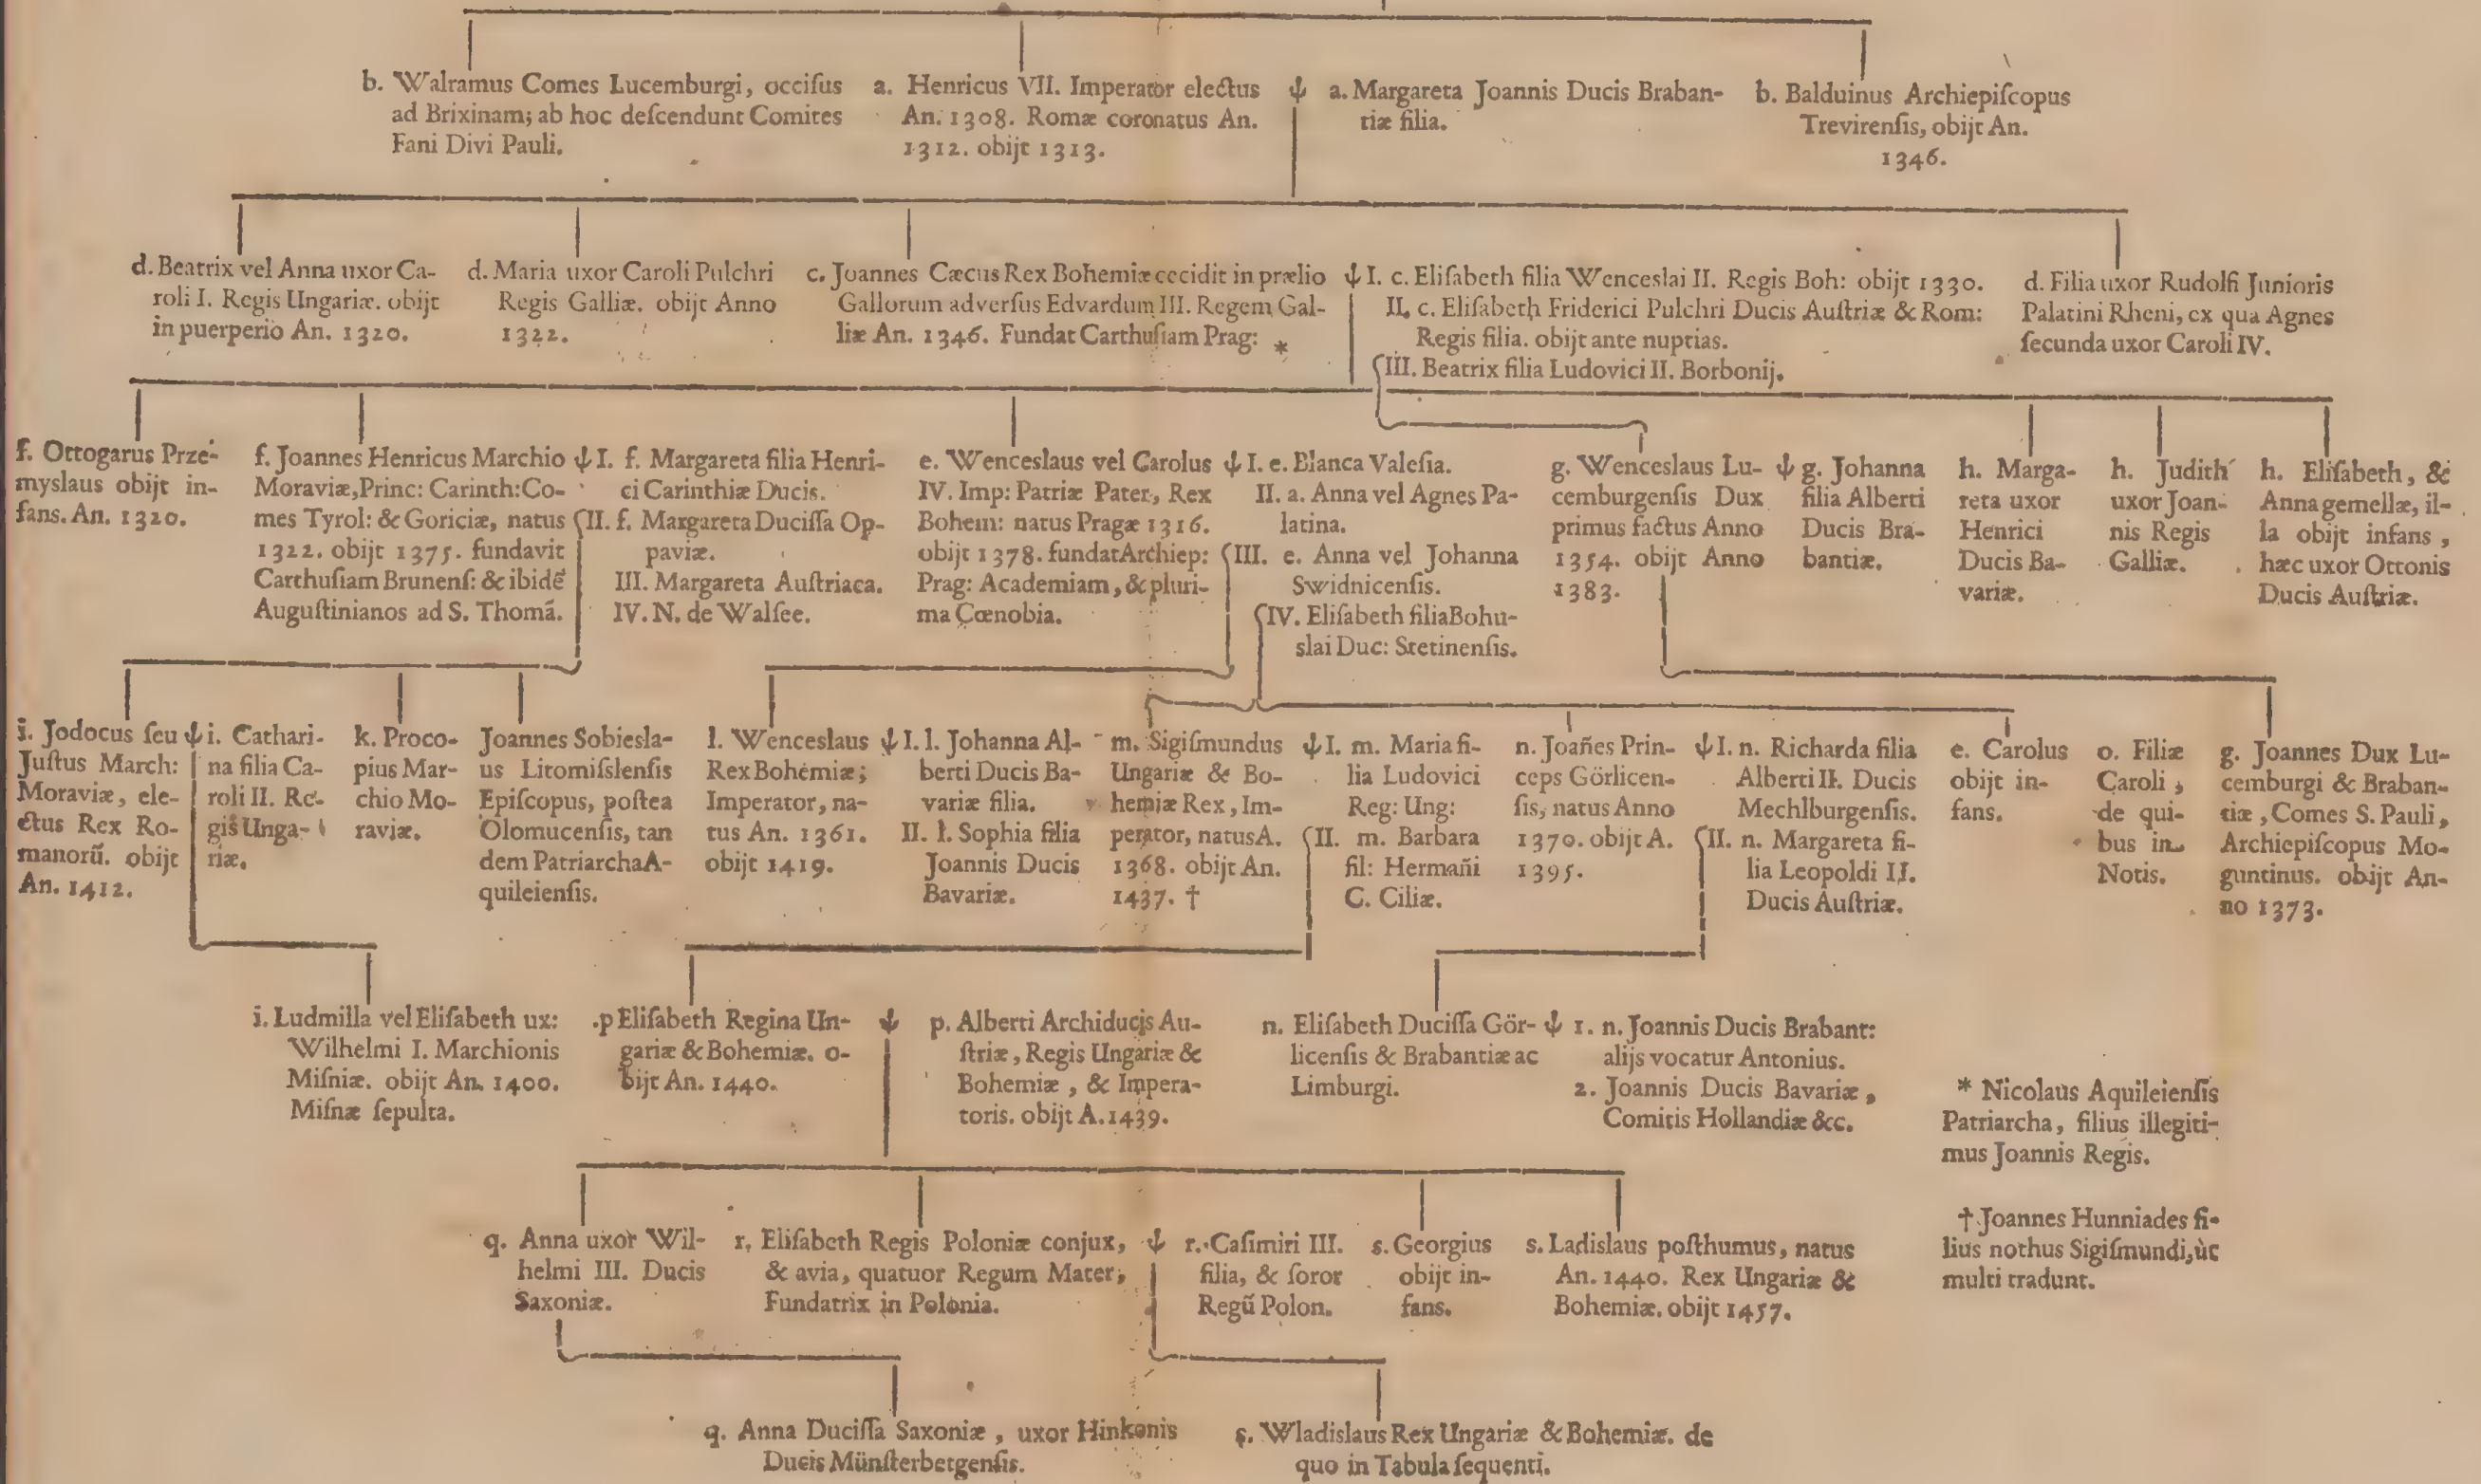 b. Walramus Comes Lucemburgi, occiſus
ad Brixinam; ab hoc deſcendunt Comites
Fani Divi Pauli.
a. Henricus VII. Imperator electus
An. 1308. Romæ coronatus An.
1312. obijt 1313.
a. Margareta Joannis Ducis Braban-
tiæ filia.
b. Balduinus Archiepiſcopus
Trevirenſis, obijt An.
1346.
d. Beatrix vel Anna uxor Ca-
roli I. Regis Ungariæ. obijt
in puerperio An. 1320.
d. Maria uxor Caroli Pulchri
Regis Galliæ. obijt Anno
1322.
c. Joannes Cæcus Rex Bohemiæ cecidit in prælio
Gallorum adverſus Edvardum III. Regem Gal-
liæ An. 1346. Fundat Carthuſiam Prag: *
I. c. Eliſabeth filia Wenceslai II. Regis Boh: obijt 1330.
II. c. Eliſabeth Friderici Pulchri Ducis Auſtriæ & Rom:
Regis filia. obijt ante nuptias.
III. Beatrix filia Ludovici II. Borbonij.
d. Filia uxor Rudolfi Junioris
Palatini Rheni, ex qua Agnes
ſecunda uxor Caroli IV.
f. Ottogarus Prze-
myslaus obijt in-
fans. An. 1320.
f. Joannes Henricus Marchio
Moraviæ, Princ: Carinth: Co-
mes Tyrol: & Goriciæ, natus
1322. obijt 1375. fundavit
Carthuſiam Brunenſ: & ibidē
Auguſtinianos ad S. Thomā.
I. f. Margareta filia Henri-
ci Carinthiæ Ducis.
II. f. Margareta Duciſſa Op-
paviæ.
III. Margareta Auſtriaca.
IV. N. de Walſee.
e. Wenceslaus vel Carolus
IV. Imp: Patriæ Pater, Rex
Bohem: natus Pragæ 1316.
obijt 1378. fundat Archiep:
Prag: Academiam, & pluri-
ma Cœnobia.
I. e. Blanca Valeſia.
II. a. Anna vel Agnes Pa-
latina.
III. e. Anna vel Johanna
Swidnicenſis.
IV. Eliſabeth filia Bohu-
slai Duc: Stetinenſis.
g. Wenceslaus Lu-
cemburgenſis Dux
primus factus Anno
1354. obijt Anno
1383.
g. Johanna
filia Alberti
Ducis Bra-
bantiæ.
h. Marga-
reta uxor
Henrici
Ducis Ba-
variæ.
h. Judith
uxor Joan-
nis Regis
Galliæ.
h. Eliſabeth, &
Anna gemellæ, il-
la obijt infans,
hæc uxor Ottonis
Ducis Auſtriæ.
i. Jodocus ſeu
Juſtus March:
Moraviæ, ele-
ctus Rex Ro-
manorū. obijt
An. 1412.
i. Cathari-
na filia Ca-
roli II. Re-
gis Unga-
riæ.
k. Proco-
pius Mar-
chio Mo-
raviæ.
Joannes Sobiesla-
us Litomiſslenſis
Epiſcopus, poſtea
Olomucenſis, tan
dem Patriarcha A-
quileienſis.
l. Wenceslaus
Rex Bohemiæ;
Imperator, na-
tus An. 1361.
obijt 1419.
I. l. Johanna Al-
berti Ducis Ba-
variæ filia.
II. l. Sophia filia
Joannis Ducis
Bavariæ.
m. Sigiſmundus
Ungariæ & Bo-
hemiæ Rex, Im-
perator, natus A.
1368. obijt An.
1437. †
I. m. Maria fi-
lia Ludovici
Reg: Ung:
II. m. Barbara
fil: Hermañi
C. Ciliæ.
n. Joañes Prin-
ceps Görlicen-
ſis, natus Anno
1370. obijt A.
1395.
I. n. Richarda filia
Alberti II. Ducis
Mechlburgenſis.
II. n. Margareta fi-
lia Leopoldi II.
Ducis Auſtriæ.
e. Carolus
obijt in-
fans.
o. Filiæ
Caroli,
de qui-
bus in
Notis.
g. Joannes Dux Lu-
cemburgi & Braban-
tiæ, Comes S. Pauli,
Archiepiſcopus Mo-
guntinus. obijt An-
no 1373.
i. Ludmilla vel Eliſabeth ux:
Wilhelmi I. Marchionis
Miſniæ. obijt An. 1400.
Miſnæ ſepulta.
.p Eliſabeth Regina Un-
gariæ & Bohemiæ. o-
bijt An. 1440.
p. Alberti Archiducis Au-
ſtriæ, Regis Ungariæ &
Bohemiæ, & Impera-
toris. obijt A. 1439.
n. Eliſabeth Duciſſa Gör-
licenſis & Brabantiæ ac
Limburgi.
1. n. Joannis Ducis Brabant:
alijs vocatur Antonius.
2. Joannis Ducis Bavariæ,
Comitis Hollandiæ &c.
* Nicolaus Aquileienſis
Patriarcha, filius illegiti-
mus Joannis Regis.
† Joannes Hunniades fi-
lius nothus Sigiſmundi, ùt
multi tradunt.
q. Anna uxor Wil-
helmi III. Ducis
Saxoniæ.
r. Eliſabeth Regis Poloniæ conjux,
& avia, quatuor Regum Mater;
Fundatrix in Polonia.
r. Caſimiri III.
filia, & ſoror
Regū Polon.
s. Georgius
obijt in-
fans.
s. Ladislaus poſthumus, natus
An. 1440. Rex Ungariæ &
Bohemiæ. obijt 1457.
q. Anna Duciſſa Saxoniæ, uxor Hinkonis
Ducis Münſterbergenſis.
s. Wladislaus Rex Ungariæ & Bohemiæ. de
quo in Tabula ſequenti.